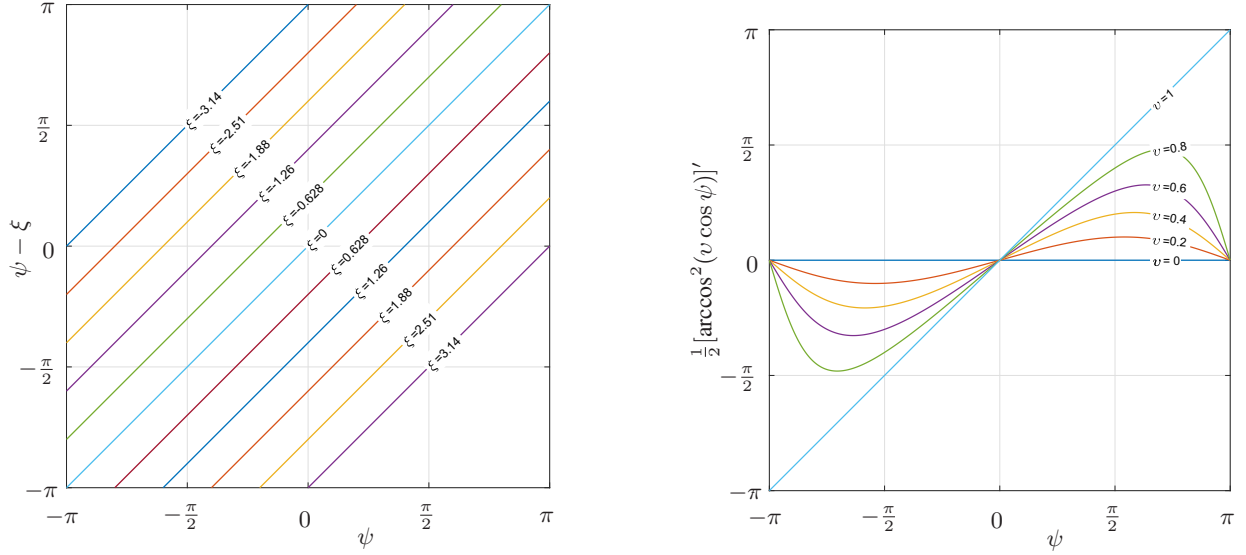 π
π/2
0
−π/2
−π
ψ − ξ
ξ=-3.14
ξ=-2.51
ξ=-1.88
ξ=-1.26
ξ=-0.628
ξ=0
ξ=0.628
ξ=1.26
ξ=1.88
ξ=2.51
ξ=3.14
−π
−π/2
0
π/2
π
ψ
π
π/2
0
−π/2
−π
1/2[arccos²(υ cos ψ)]′
υ=1
υ=0.8
υ=0.6
υ=0.4
υ=0.2
υ=0
−π
−π/2
0
π/2
π
ψ